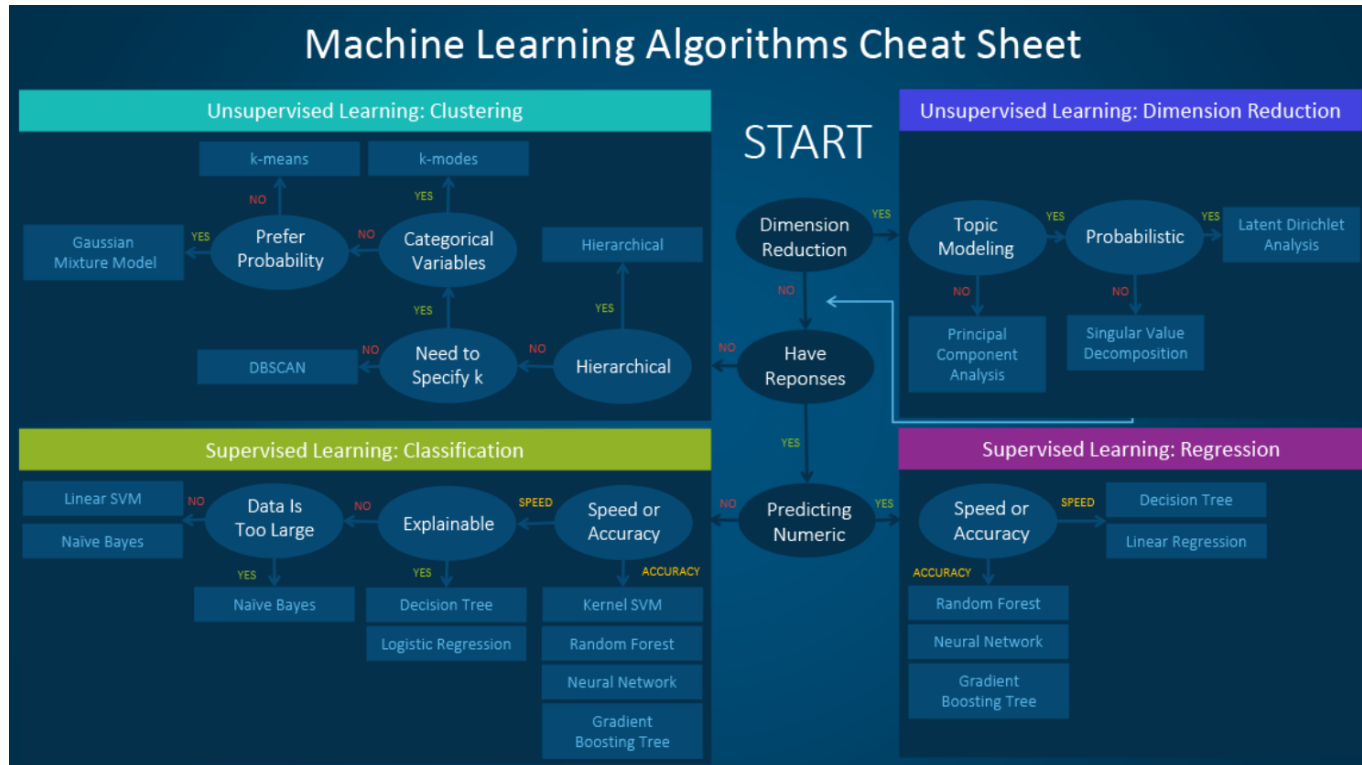 Machine Learning Algorithms Cheat Sheet
Unsupervised Learning: Clustering
k-means
k-modes
NO
YES
Gaussian
Mixture Model
YES
Prefer
Probability
NO
Categorical
Variables
Hierarchical
YES
YES
DBSCAN
NO
Need to
Specify k
NO
Hierarchical
START
Dimension
Reduction
YES
NO
NO
Have
Reponses
YES
NO
Predicting
Numeric
YES
Unsupervised Learning: Dimension Reduction
Topic
Modeling
YES
Probabilistic
YES
Latent Dirichlet
Analysis
NO
NO
Principal
Component
Analysis
Singular Value
Decomposition
Supervised Learning: Classification
Linear SVM
Naïve Bayes
NO
Data Is
Too Large
NO
Explainable
SPEED
Speed or
Accuracy
YES
YES
ACCURACY
Naïve Bayes
Decision Tree
Logistic Regression
Kernel SVM
Random Forest
Neural Network
Gradient
Boosting Tree
Supervised Learning: Regression
Speed or
Accuracy
SPEED
Decision Tree
Linear Regression
ACCURACY
Random Forest
Neural Network
Gradient
Boosting Tree